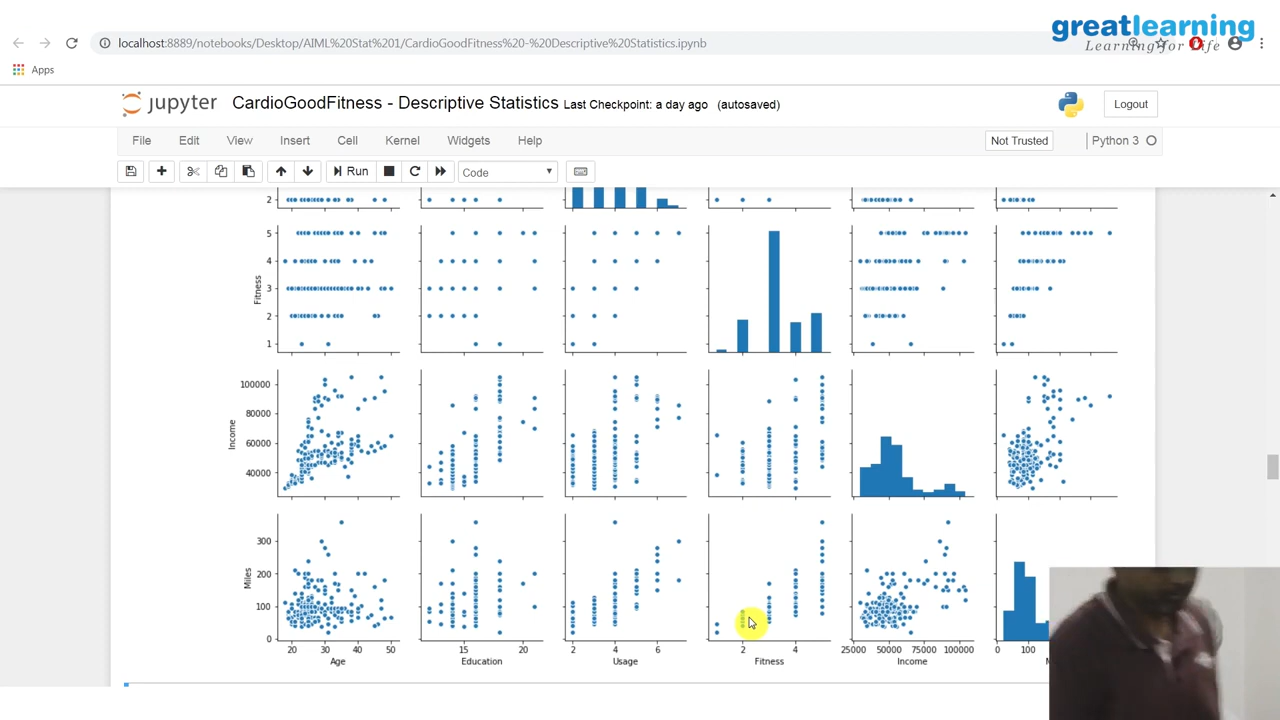 greatlearning
Learning for Life
localhost:8889/notebooks/Desktop/AIML%20Stat%201/CardioGoodFitness%20-%20Descriptive%20Statistics.ipynb
Apps
jupyter CardioGoodFitness - Descriptive Statistics Last Checkpoint: a day ago (autosaved)
Logout
File Edit View Insert Cell Kernel Widgets Help
Not Trusted
Python 3
Run
Code
2
5
4
3
2
1
Fitness
100000
80000
60000
40000
Income
300
200
100
0
Miles
20 30 40 50 15 20 2 4 6 2 4 25000 50000 75000 100000 0 100
Age Education Usage Fitness Income